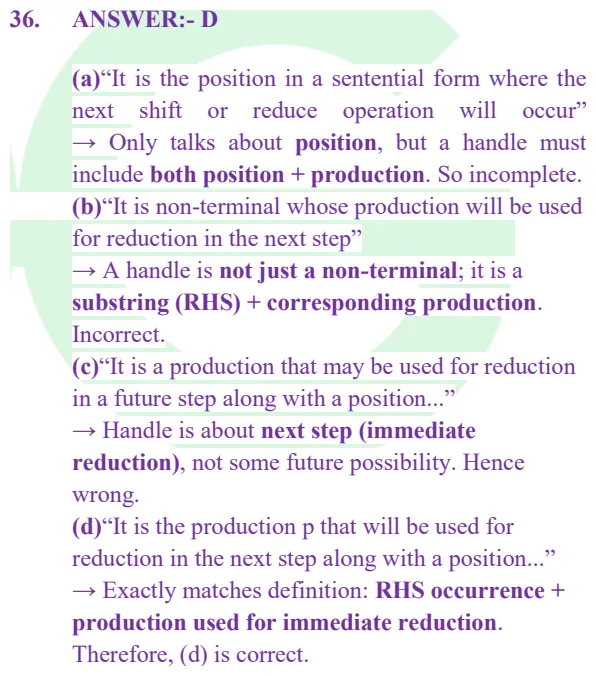 36. ANSWER:- D
(a)“It is the position in a sentential form where the
next shift or reduce operation will occur”
→ Only talks about position, but a handle must
include both position + production. So incomplete.
(b)“It is non-terminal whose production will be used
for reduction in the next step”
→ A handle is not just a non-terminal; it is a
substring (RHS) + corresponding production.
Incorrect.
(c)“It is a production that may be used for reduction
in a future step along with a position...”
→ Handle is about next step (immediate
reduction), not some future possibility. Hence
wrong.
(d)“It is the production p that will be used for
reduction in the next step along with a position...”
→ Exactly matches definition: RHS occurrence +
production used for immediate reduction.
Therefore, (d) is correct.